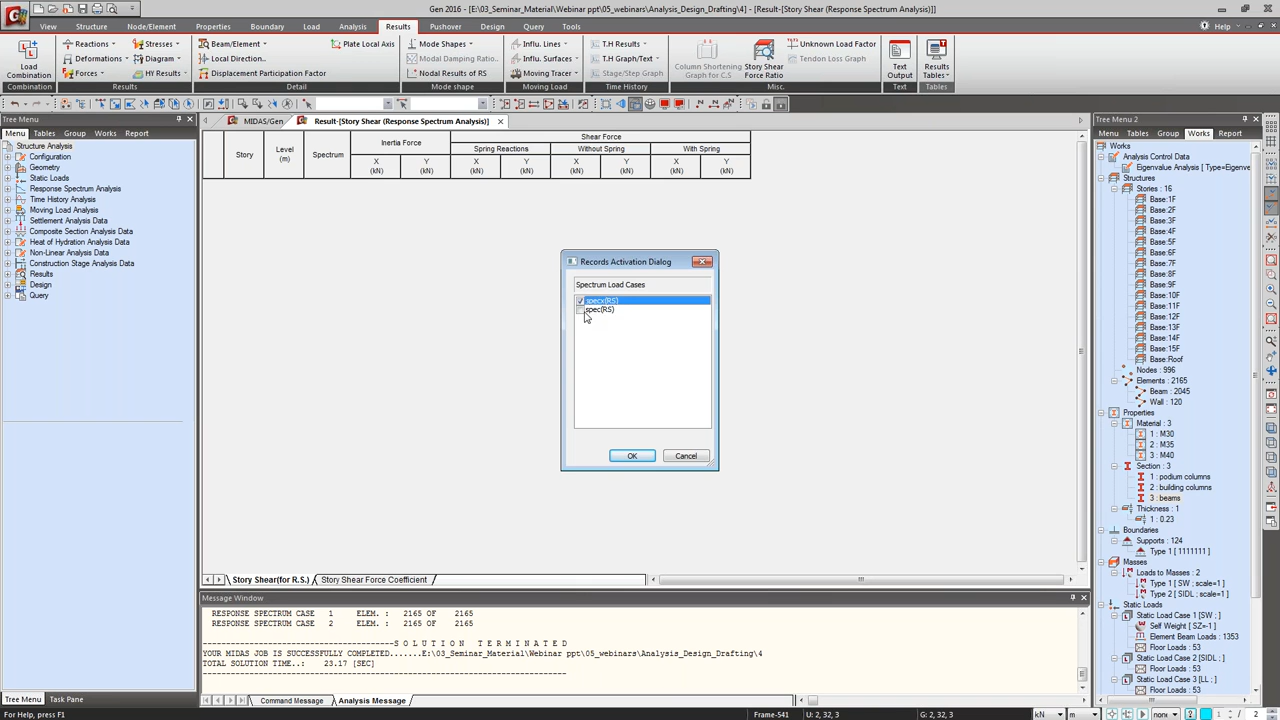 Gen 2016 - [E:\03_Seminar_Material\Webinar ppt\05_webinars\Analysis_Design_Drafting\4] - [Result-[Story Shear (Response Spectrum Analysis)]]
View Structure Node/Element Properties Boundary Load Analysis Results Pushover Design Query Tools Help
Load Combination
Combination
Reactions
Deformations
Forces
Stresses
Diagram
HY Results
Results
Beam/Element
Local Direction..
Displacement Participation Factor
Plate Local Axis
Detail
Mode Shapes
Modal Damping Ratio..
Nodal Results of RS
Mode shape
Influ. Lines
Influ. Surfaces
Moving Tracer
Moving Load
T.H Results
T.H Graph/Text
Stage/Step Graph
Time History
Column Shortening Graph for C.S
Story Shear Force Ratio
Unknown Load Factor
Tendon Loss Graph
Misc.
Text Output
Text
Results Tables
Tables
Tree Menu
Menu Tables Group Works Report
Structure Analysis
Configuration
Geometry
Static Loads
Response Spectrum Analysis
Time History Analysis
Moving Load Analysis
Settlement Analysis Data
Composite Section Analysis Data
Heat of Hydration Analysis Data
Non-Linear Analysis Data
Construction Stage Analysis Data
Results
Design
Query
Tree Menu Task Pane
MIDAS/Gen Result-[Story Shear (Response Spectrum Analysis)]
Story Level (m) Spectrum Inertia Force Shear Force
Spring Reactions Without Spring With Spring
X (kN) Y (kN) X (kN) Y (kN) X (kN) Y (kN) X (kN) Y (kN)
Records Activation Dialog
Spectrum Load Cases
specx(RS)
spec(RS)
OK Cancel
Story Shear(for R.S.) Story Shear Force Coefficient
Message Window
RESPONSE SPECTRUM CASE 1 ELEM. : 2165 OF 2165
RESPONSE SPECTRUM CASE 2 ELEM. : 2165 OF 2165
S O L U T I O N T E R M I N A T E D
YOUR MIDAS JOB IS SUCCESSFULLY COMPLETED.......E:\03_Seminar_Material\Webinar ppt\05_webinars\Analysis_Design_Drafting\4
TOTAL SOLUTION TIME..: 23.17 [SEC]
Command Message Analysis Message
Tree Menu 2
Menu Tables Group Works Report
Works
Analysis Control Data
Eigenvalue Analysis [ Type=Eigenve
Structures
Stories : 16
Base:1F
Base:2F
Base:3F
Base:4F
Base:5F
Base:6F
Base:7F
Base:8F
Base:9F
Base:10F
Base:11F
Base:12F
Base:13F
Base:14F
Base:15F
Base:Roof
Nodes : 996
Elements : 2165
Beam : 2045
Wall : 120
Properties
Material : 3
1 : M30
2 : M35
3 : M40
Section : 3
1 : podium columns
2 : building columns
3 : beams
Thickness : 1
1 : 0.23
Boundaries
Supports : 124
Type 1 [ 1111111 ]
Masses
Loads to Masses : 2
Type 1 [ SW ; scale=1 ]
Type 2 [ SIDL ; scale=1 ]
Static Loads
Static Load Case 1 [SW ; ]
Self Weight [ SZ=-1 ]
Element Beam Loads : 1353
Floor Loads : 53
Static Load Case 2 [SIDL ; ]
Floor Loads : 53
Static Load Case 3 [LL ; ]
Floor Loads : 53
For Help, press F1 Frame-541 U: 2, 32, 3 G: 2, 32, 3 kN m none 1 / 2